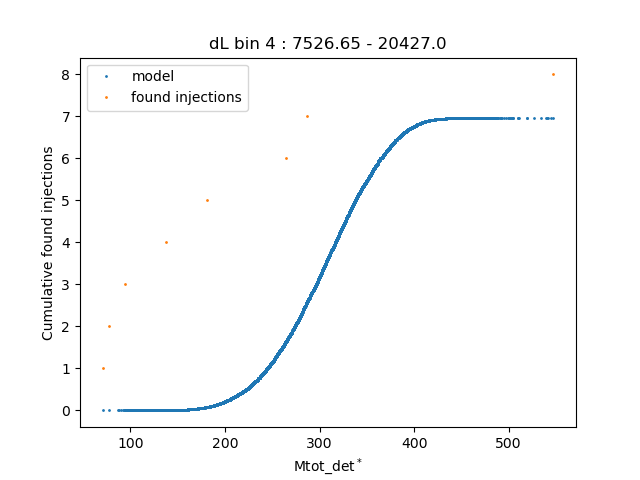 dL bin 4 : 7526.65 - 20427.0
model
found injections
8
7
6
5
4
3
2
1
0
Cumulative found injections
100 200 300 400 500
Mtot_det*